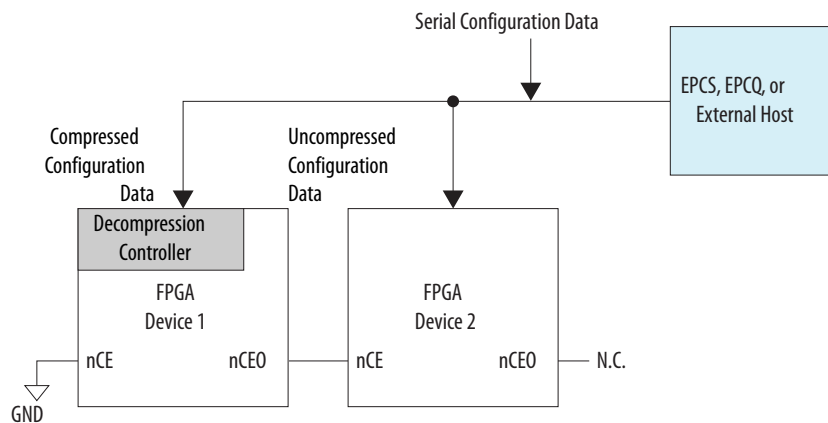 Serial Configuration Data
EPCS, EPCQ, or
External Host
Compressed
Configuration
Data
Uncompressed
Configuration
Data
Decompression
Controller
FPGA
Device 1
FPGA
Device 2
nCE
nCEO
nCE
nCEO
N.C.
GND